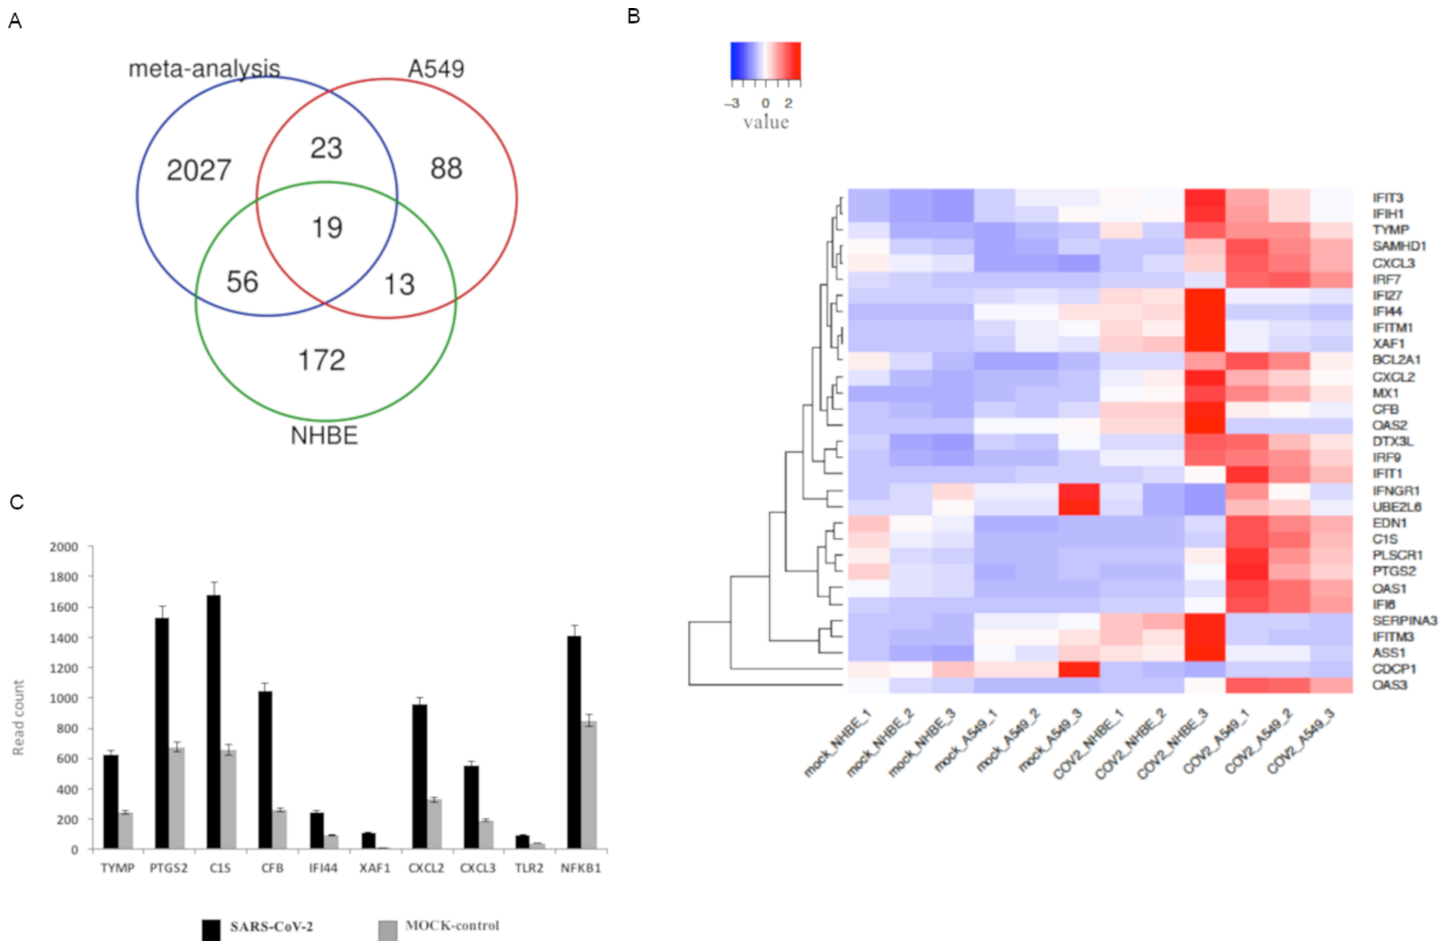 A
meta-analysis
A549
23
2027
88
19
56
13
172
NHBE
B
−3 0 2
value
IFIT3
IFIH1
TYMP
SAMHD1
CXCL3
IRF7
IFI27
IFI44
IFITM1
XAF1
BCL2A1
CXCL2
MX1
CFB
OAS2
DTX3L
IRF9
IFIT1
IFNGR1
UBE2L6
EDN1
C1S
PLSCR1
PTGS2
OAS1
IFI6
SERPINA3
IFITM3
ASS1
CDCP1
OAS3
mock_NHBE_1
mock_NHBE_2
mock_NHBE_3
mock_A549_1
mock_A549_2
mock_A549_3
COV2_NHBE_1
COV2_NHBE_2
COV2_NHBE_3
COV2_A549_1
COV2_A549_2
COV2_A549_3
C
Read count
2000
1800
1600
1400
1200
1000
800
600
400
200
0
TYMP PTGS2 C1S CFB IFI44 XAF1 CXCL2 CXCL3 TLR2 NFKB1
SARS-CoV-2 MOCK-control